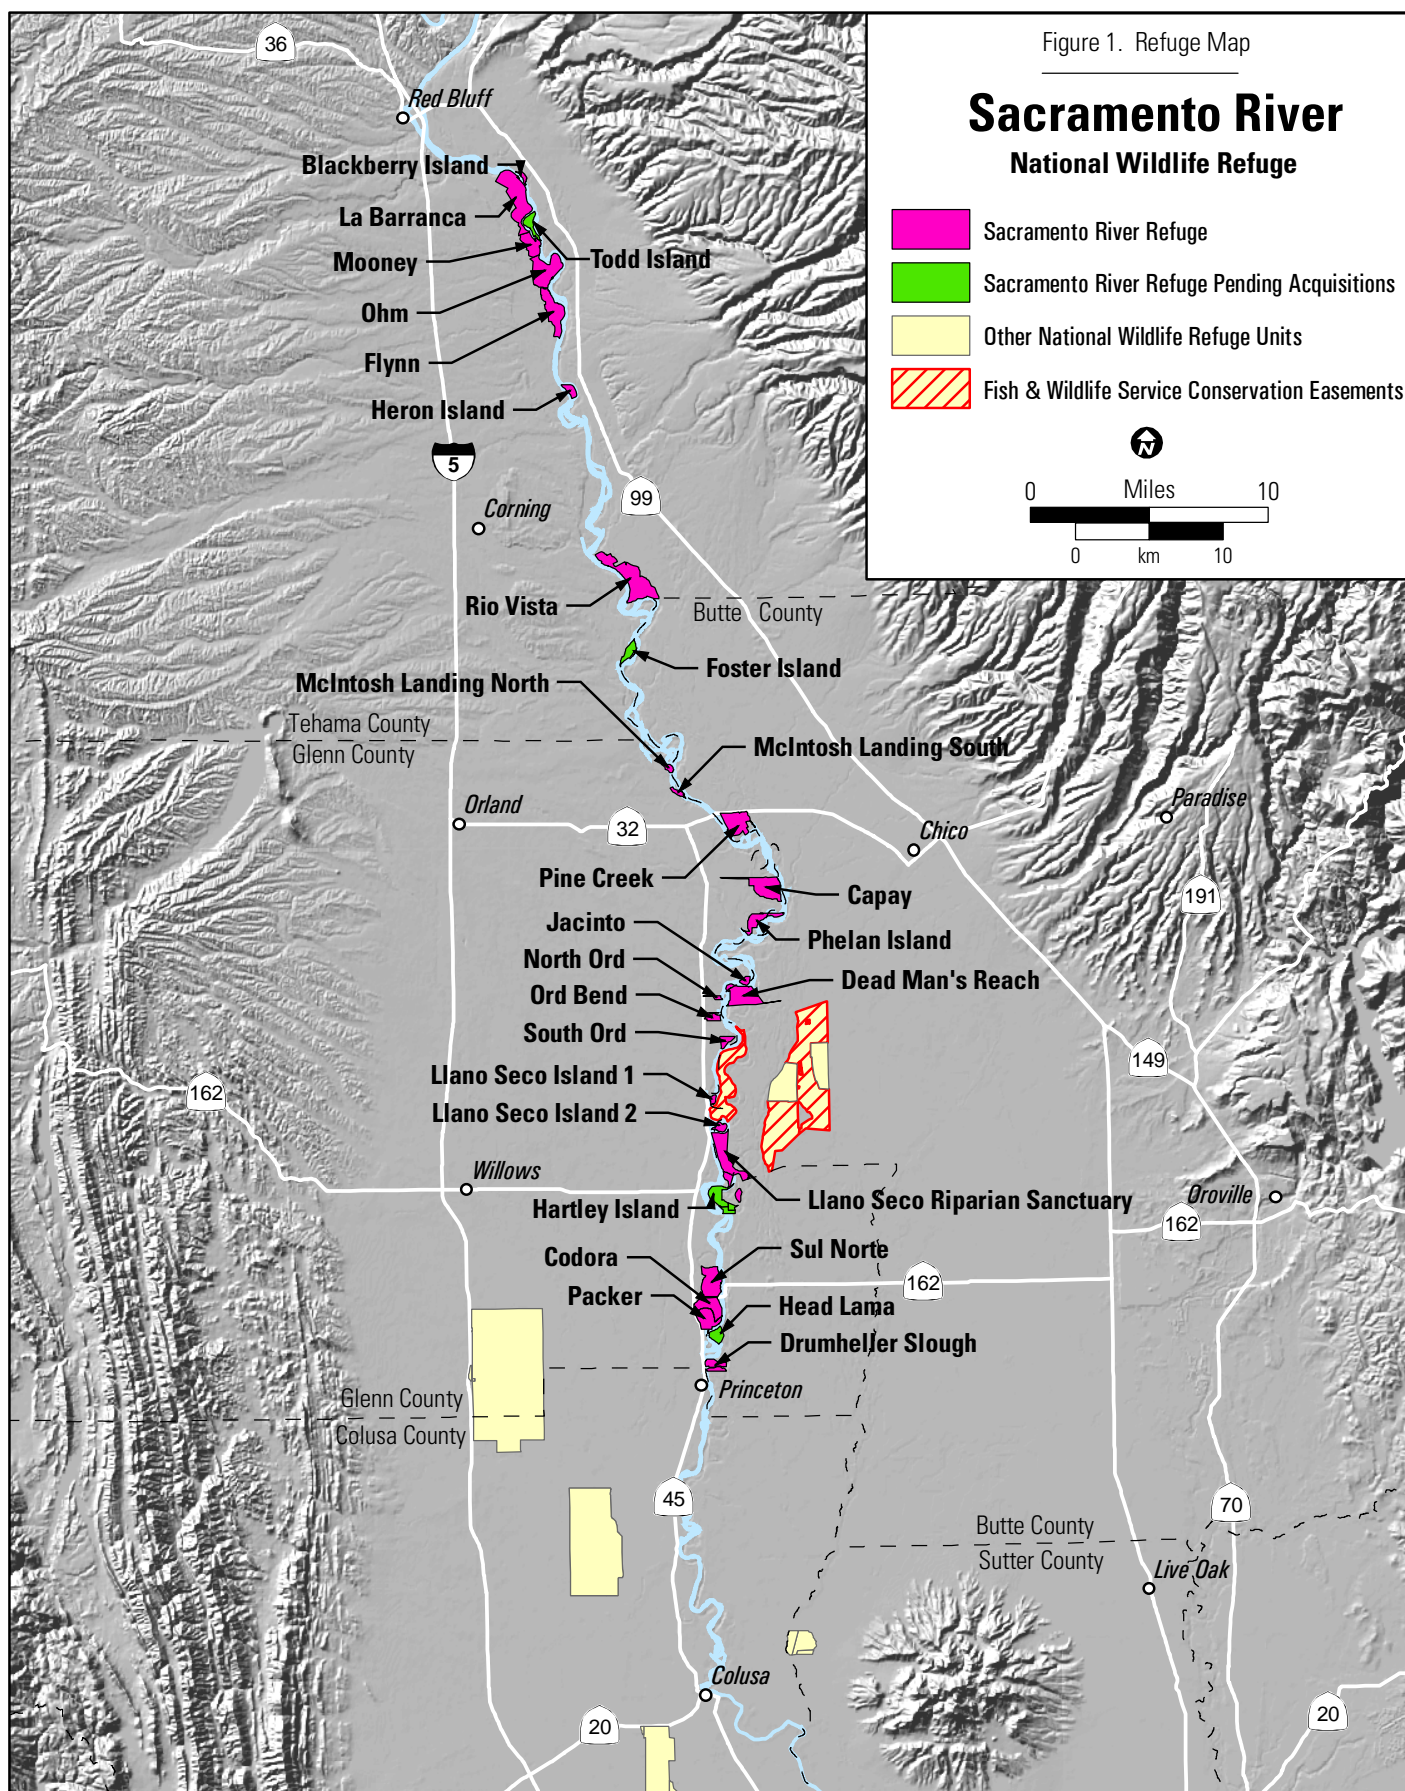 Figure 1. Refuge Map
Sacramento River
National Wildlife Refuge
Sacramento River Refuge
Sacramento River Refuge Pending Acquisitions
Other National Wildlife Refuge Units
Fish & Wildlife Service Conservation Easements
N
0 Miles 10
0 km 10
36
Red Bluff
Blackberry Island
La Barranca
Mooney
Todd Island
Ohm
Flynn
Heron Island
5
99
Corning
Rio Vista
Butte County
Foster Island
McIntosh Landing North
Tehama County
Glenn County
McIntosh Landing South
Orland
32
Chico
Paradise
Pine Creek
Capay
191
Jacinto
Phelan Island
North Ord
Dead Man's Reach
Ord Bend
South Ord
149
Llano Seco Island 1
162
Llano Seco Island 2
Willows
Llano Seco Riparian Sanctuary
Oroville
Hartley Island
162
Codora
Sul Norte
162
Packer
Head Lama
Drumheller Slough
Princeton
Glenn County
Colusa County
45
70
Butte County
Sutter County
Live Oak
Colusa
20
20